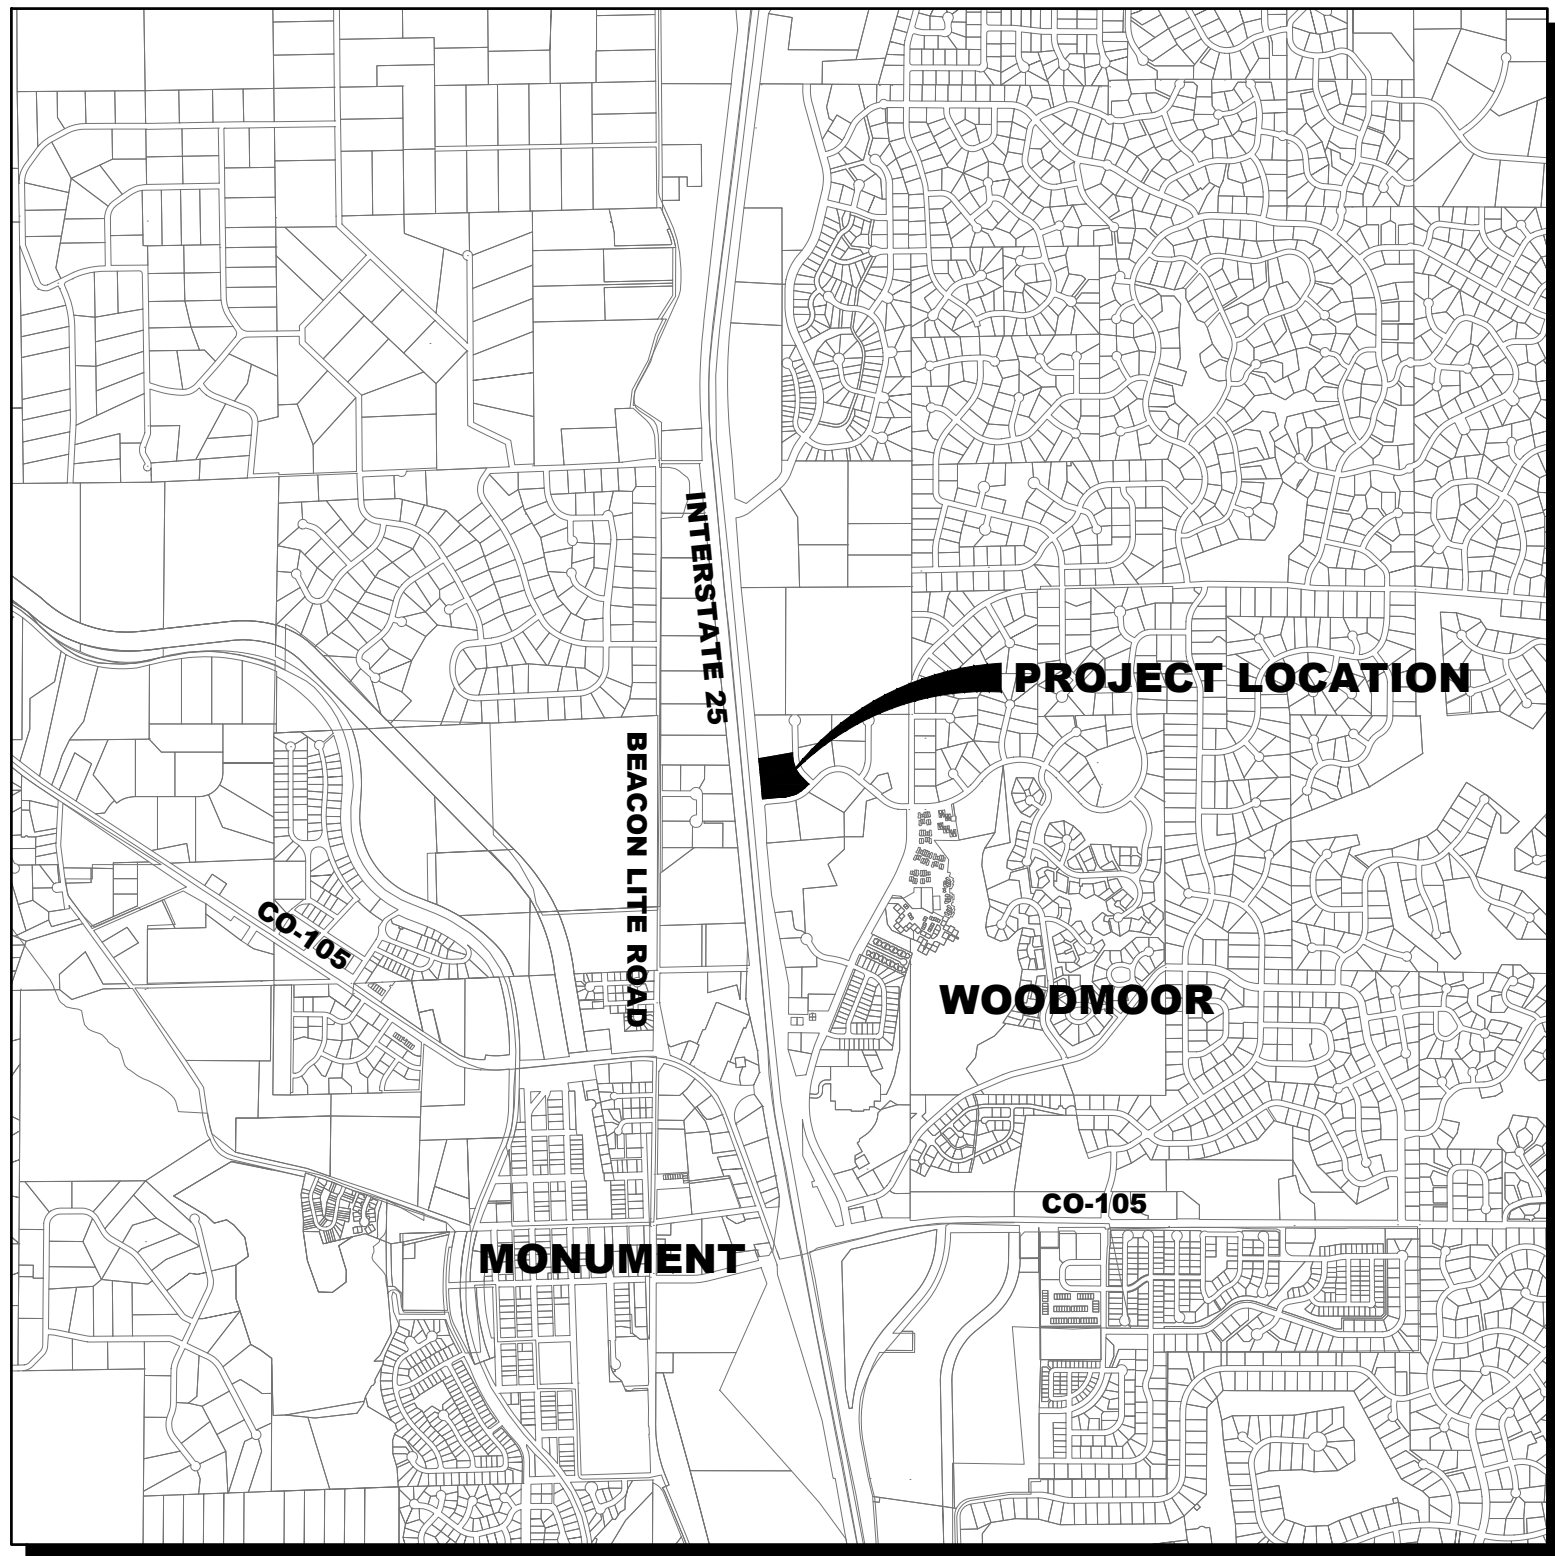 INTERSTATE 25
PROJECT LOCATION
BEACON LITE ROAD
CO-105
WOODMOOR
CO-105
MONUMENT